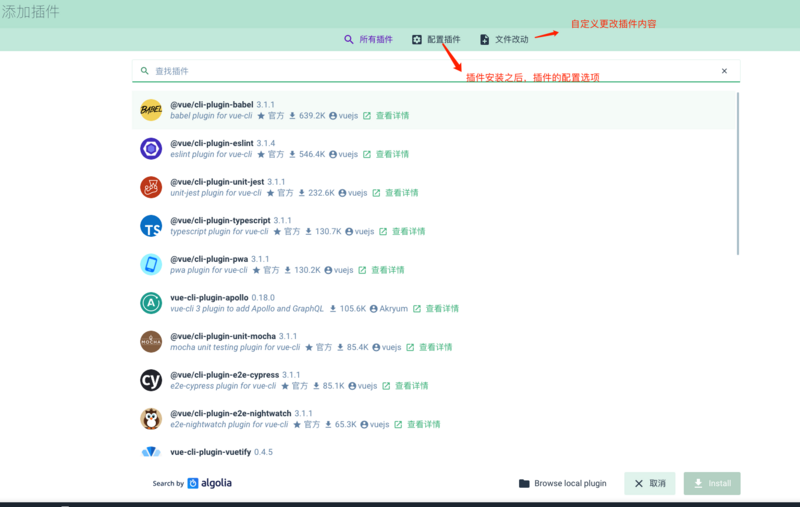 添加插件
自定义更改插件内容
所有插件 配置插件 文件改动
查找插件
插件安装之后、插件的配置选项
BABEL
@vue/cli-plugin-babel 3.1.1
babel plugin for vue-cli 官方 639.2K vuejs 查看详情
@vue/cli-plugin-eslint 3.1.4
eslint plugin for vue-cli 官方 546.4K vuejs 查看详情
@vue/cli-plugin-unit-jest 3.1.1
unit-jest plugin for vue-cli 官方 232.6K vuejs 查看详情
TS
@vue/cli-plugin-typescript 3.1.1
typescript plugin for vue-cli 官方 130.7K vuejs 查看详情
@vue/cli-plugin-pwa 3.1.1
pwa plugin for vue-cli 官方 130.2K vuejs 查看详情
A
vue-cli-plugin-apollo 0.18.0
vue-cli 3 plugin to add Apollo and GraphQL 105.6K Akryum 查看详情
MOCHA
@vue/cli-plugin-unit-mocha 3.1.1
mocha unit testing plugin for vue-cli 官方 85.4K vuejs 查看详情
cy
@vue/cli-plugin-e2e-cypress 3.1.1
e2e-cypress plugin for vue-cli 官方 85.1K vuejs 查看详情
@vue/cli-plugin-e2e-nightwatch 3.1.1
e2e-nightwatch plugin for vue-cli 官方 65.3K vuejs 查看详情
vue-cli-plugin-vuetify 0.4.5
Search by algolia
Browse local plugin 取消 Install